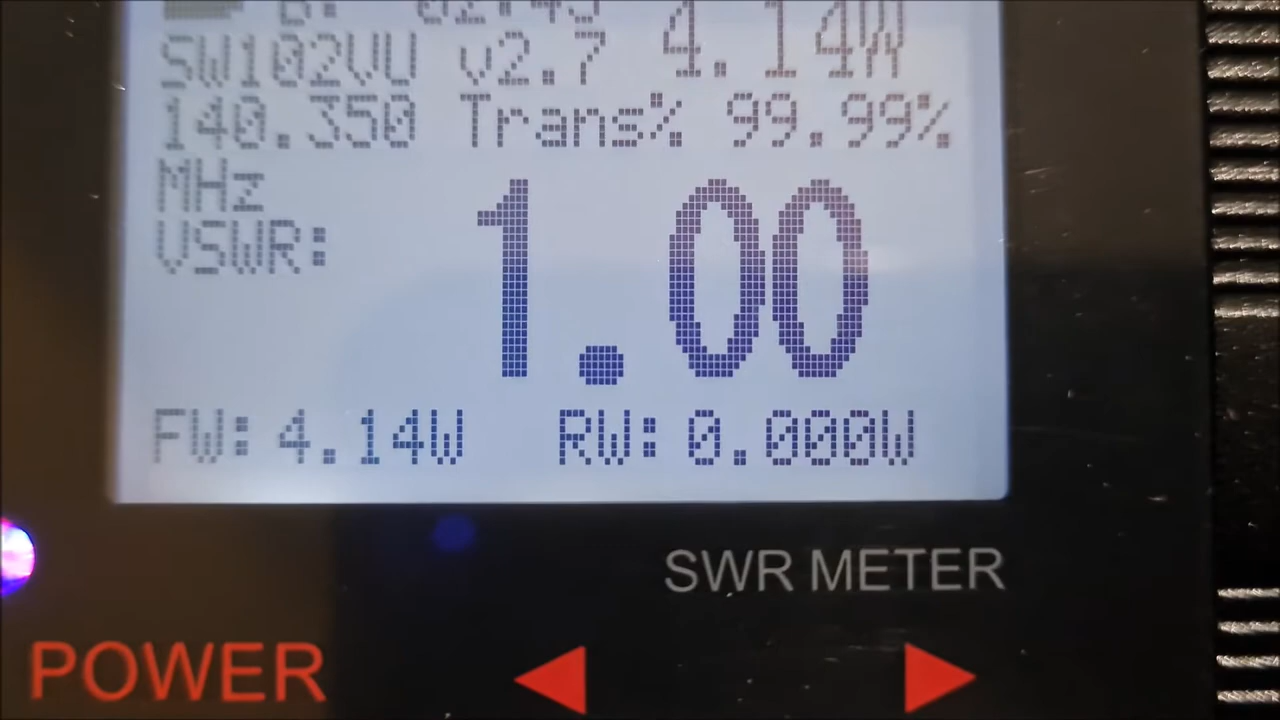 SW102VU v2.7 4.14W
140.350 Trans% 99.99%
MHz
VSWR: 1.00
FW: 4.14W RW: 0.000W
SWR METER
POWER